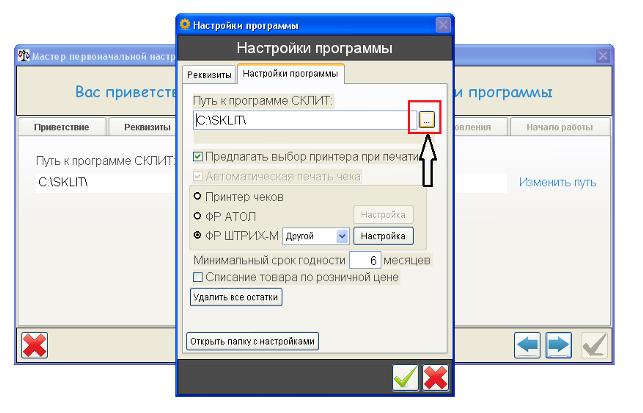 Настройки программы
Настройки программы
Реквизиты
Настройки программы
Путь к программе СКЛИТ:
C:\SKLIT\
...
Предлагать выбор принтера при печати
Автоматическая печать чека
Принтер чеков
ФР АТОЛ
Настройка
ФР ШТРИХ-М
Другой
Настройка
Минимальный срок годности 6 месяцев
Списание товара по розничной цене
Удалить все остатки
Открыть папку с настройками
Мастер первоначальной настр
Вас приветств
и программы
Приветствие
Реквизиты
Начало работы
Путь к программе СКЛИТ:
C:\SKLIT\
Изменить путь